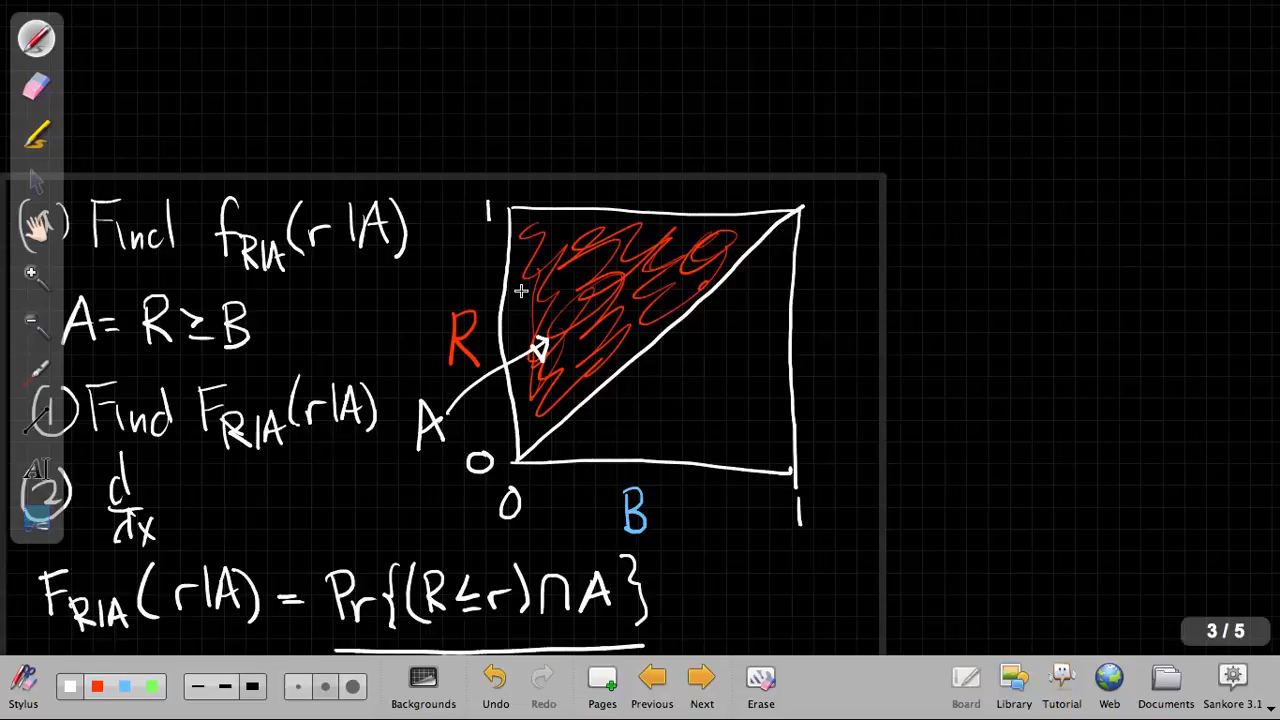 ( ) Find f_{R|A}(r|A)
A = R ≥ B
(1) Find F_{R|A}(r|A)
(2) d/dx
F_{R|A}(r|A) = Pr{(R ≤ r) ∩ A}
1
R
A
0
0
B
1
3 / 5
Stylus
Backgrounds
Undo
Redo
Pages
Previous
Next
Erase
Board
Library
Tutorial
Web
Documents
Sankore 3.1